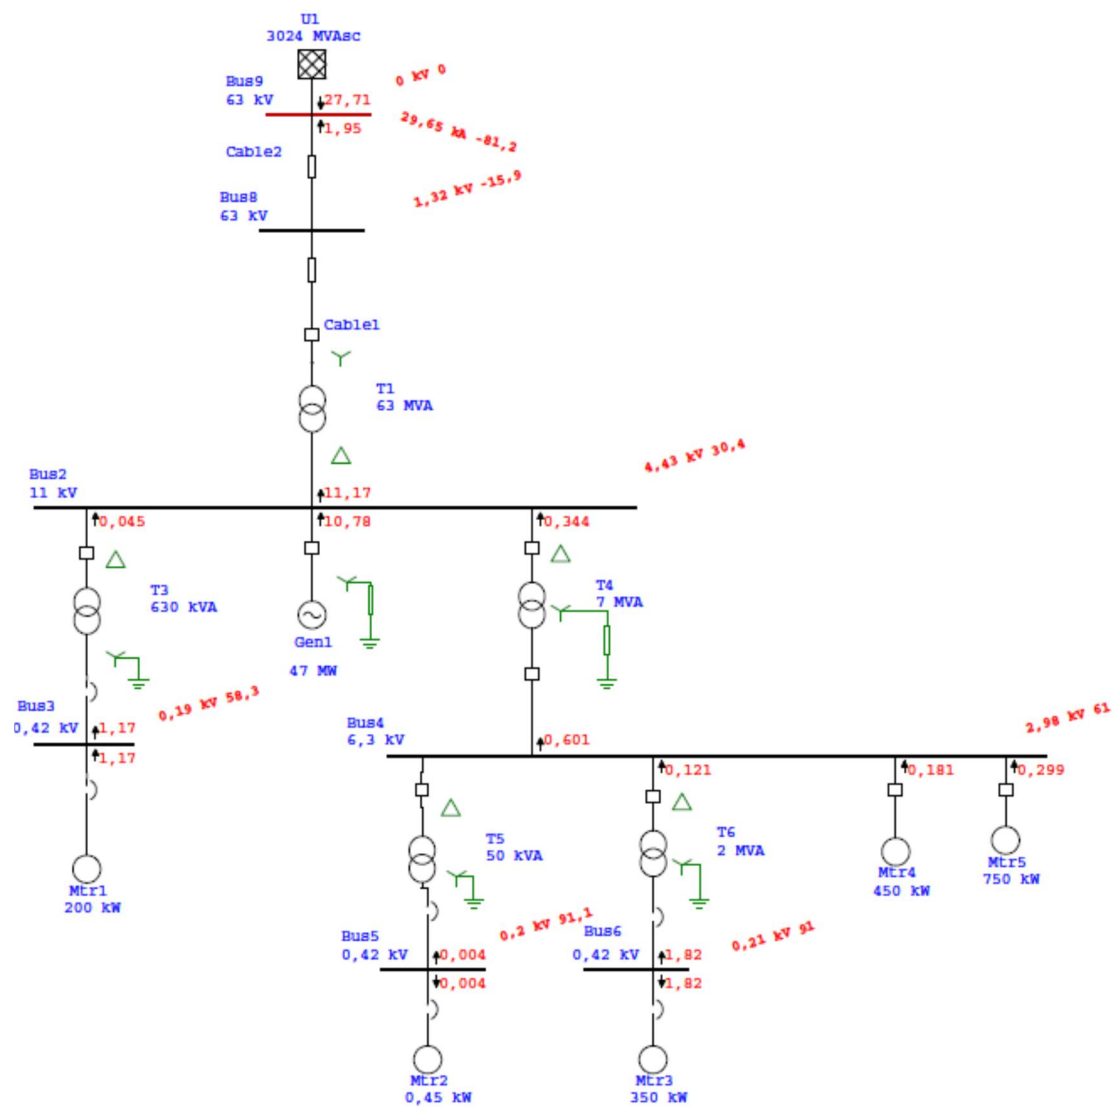 U1
3024 MVAsc
Bus9
63 kV
0 kV 0
27,71
1,95
29,65 kA -81,2
Cable2
1,32 kV -15,9
Bus8
63 kV
Cable1
T1
63 MVA
4,43 kV 30,4
Bus2
11 kV
11,17
0,045
10,78
0,344
T3
630 kVA
T4
7 MVA
Gen1
47 MW
0,19 kV 58,3
Bus3
0,42 kV
1,17
1,17
Bus4
6,3 kV
0,601
2,98 kV 61
0,121
0,181
0,299
T5
50 kVA
T6
2 MVA
Mtr1
200 kW
Mtr4
450 kW
Mtr5
750 kW
0,2 kV 91,1
0,21 kV 91
Bus5
0,42 kV
0,004
0,004
Bus6
0,42 kV
1,82
1,82
Mtr2
0,45 kW
Mtr3
350 kW